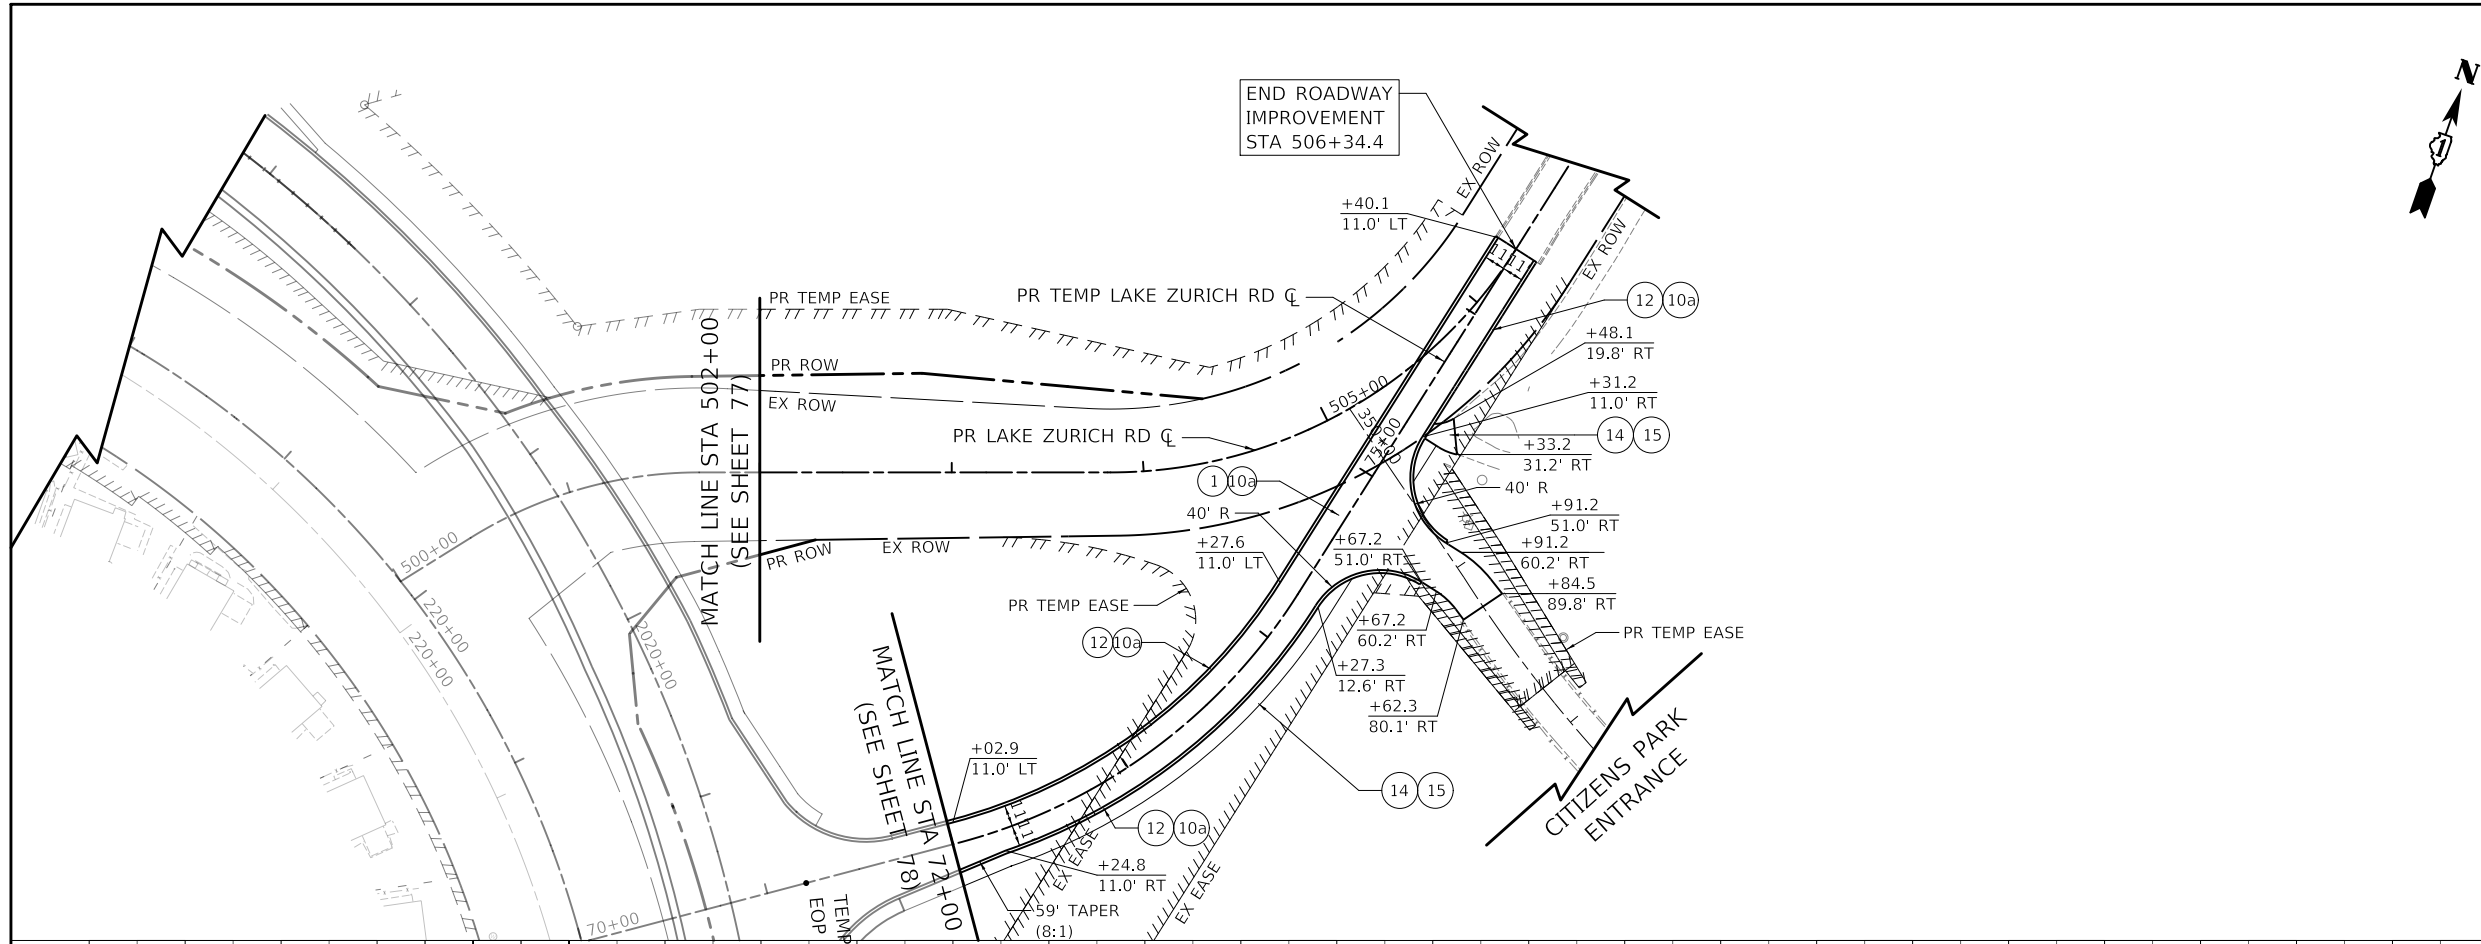 END ROADWAY
IMPROVEMENT
STA 506+34.4
N
1
EX ROW
+40.1
11.0' LT
11 11
EX ROW
PR TEMP EASE
PR TEMP LAKE ZURICH RD ℄
12 10a
+48.1
19.8' RT
PR ROW
EX ROW
MATCH LINE STA 502+00
(SEE SHEET 77)
505+00
+31.2
11.0' RT
PR LAKE ZURICH RD ℄
75+00
14 15
+33.2
31.2' RT
1 10a
40' R
40' R
+91.2
51.0' RT
500+00
PR ROW
EX ROW
+27.6
11.0' LT
+67.2
51.0' RT
+91.2
60.2' RT
+84.5
89.8' RT
220+00
220+00
2020+00
PR TEMP EASE
12 10a
+67.2
60.2' RT
PR TEMP EASE
+27.3
12.6' RT
+62.3
80.1' RT
MATCH LINE STA 72+00
(SEE SHEET 78)
+02.9
11.0' LT
11 11
14 15
CITIZENS PARK
ENTRANCE
12 10a
EX EASE
+24.8
11.0' RT
EX EASE
59' TAPER
(8:1)
70+00
TEMP
EOP